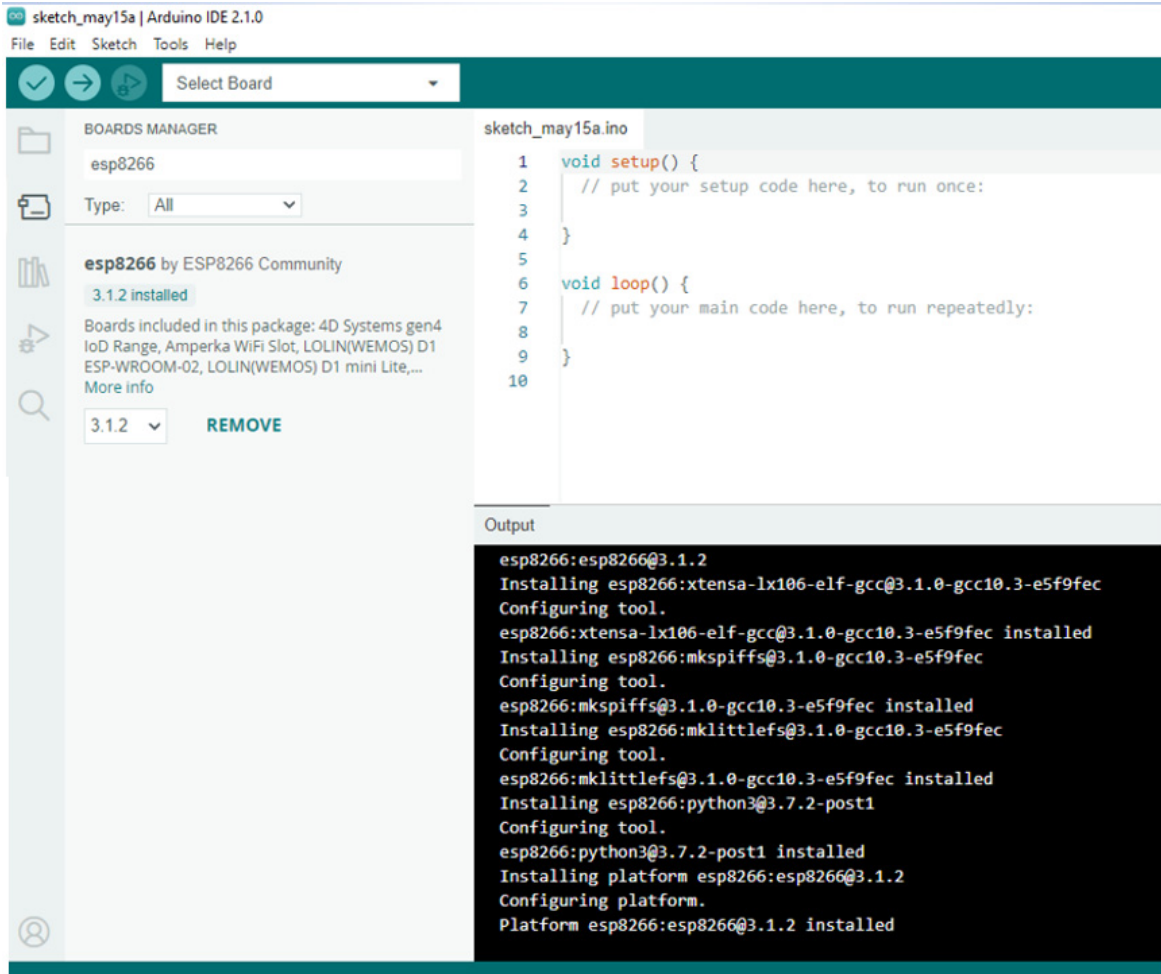 sketch_may15a | Arduino IDE 2.1.0
File Edit Sketch Tools Help
Select Board
BOARDS MANAGER
esp8266
Type: All
esp8266 by ESP8266 Community
3.1.2 installed
Boards included in this package: 4D Systems gen4
IoD Range, Amperka WiFi Slot, LOLIN(WEMOS) D1
ESP-WROOM-02, LOLIN(WEMOS) D1 mini Lite,...
More info
3.1.2 REMOVE
sketch_may15a.ino
1 void setup() {
2 // put your setup code here, to run once:
3
4 }
5
6 void loop() {
7 // put your main code here, to run repeatedly:
8
9 }
10
Output
esp8266:esp8266@3.1.2
Installing esp8266:xtensa-lx106-elf-gcc@3.1.0-gcc10.3-e5f9fec
Configuring tool.
esp8266:xtensa-lx106-elf-gcc@3.1.0-gcc10.3-e5f9fec installed
Installing esp8266:mkspiffs@3.1.0-gcc10.3-e5f9fec
Configuring tool.
esp8266:mkspiffs@3.1.0-gcc10.3-e5f9fec installed
Installing esp8266:mklittlefs@3.1.0-gcc10.3-e5f9fec
Configuring tool.
esp8266:mklittlefs@3.1.0-gcc10.3-e5f9fec installed
Installing esp8266:python3@3.7.2-post1
Configuring tool.
esp8266:python3@3.7.2-post1 installed
Installing platform esp8266:esp8266@3.1.2
Configuring platform.
Platform esp8266:esp8266@3.1.2 installed